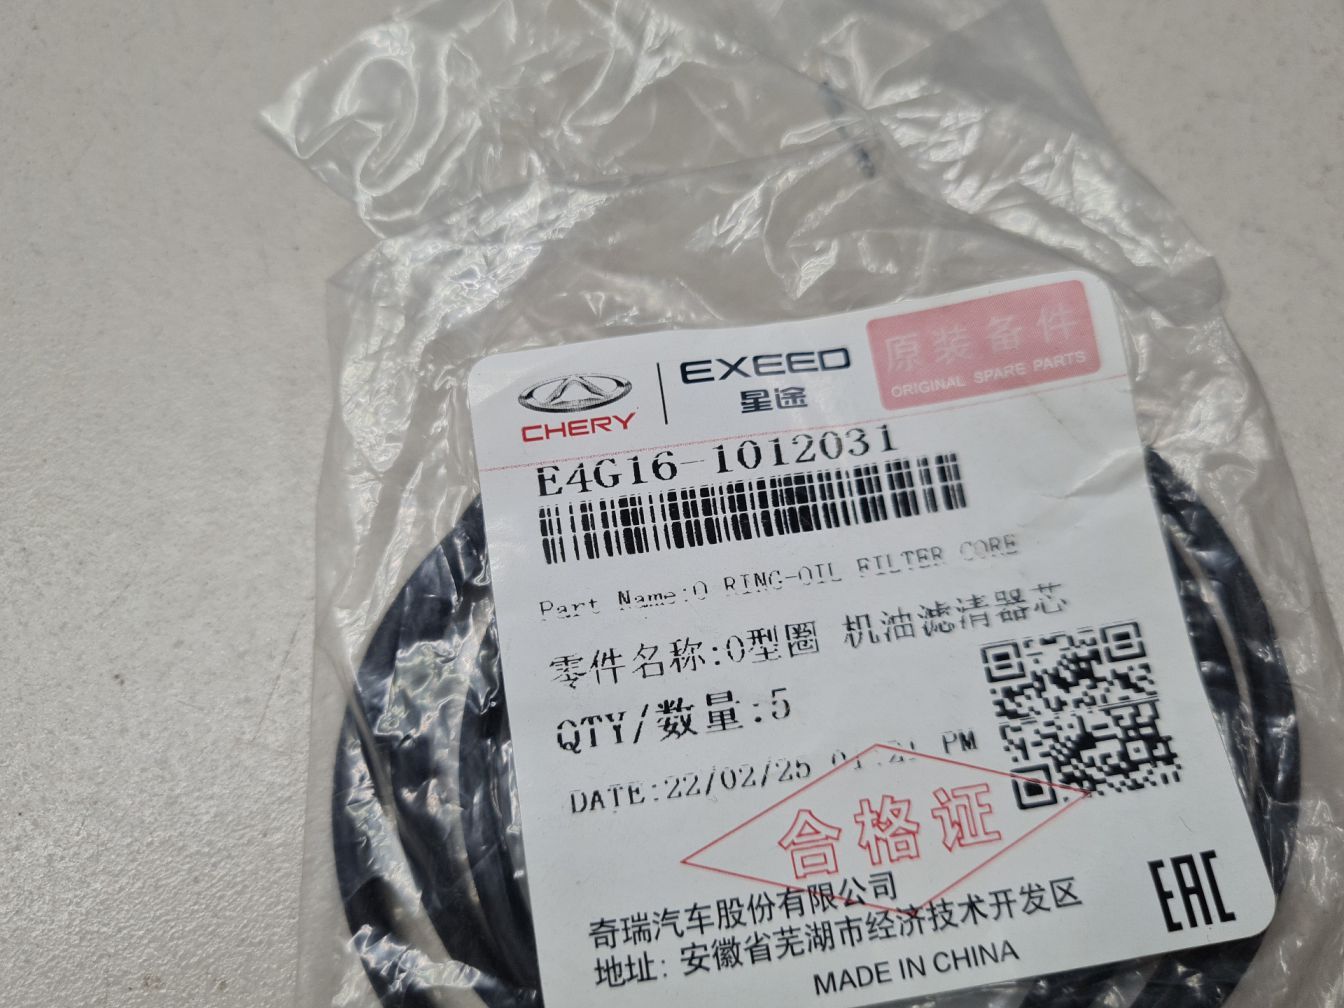 CHERY
EXEED
星途
原装备件
ORIGINAL SPARE PARTS
E4G16-1012031
Part Name:O RING-OIL FILTER CORE
零件名称:O型圈 机油滤清器芯
QTY/数量:5
DATE:22/02/25 01:21 PM
合格证
奇瑞汽车股份有限公司
地址: 安徽省芜湖市经济技术开发区
MADE IN CHINA
EAC